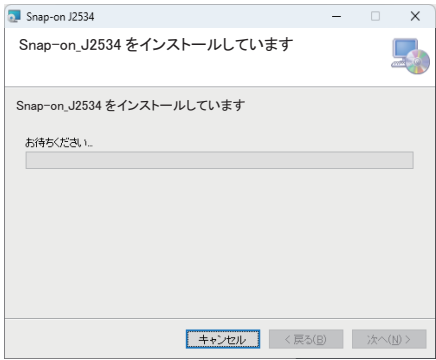 Snap-on J2534
Snap-on_J2534 をインストールしています
Snap-on_J2534 をインストールしています
お待ちください...
キャンセル
< 戻る(B)
次へ(N) >